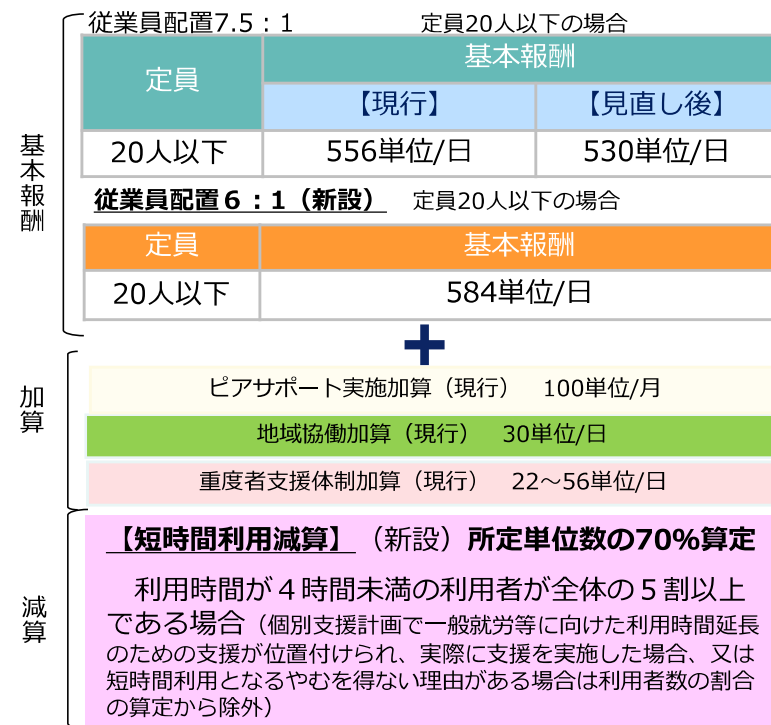 基本報酬
従業員配置7.5：1 定員20人以下の場合
定員 基本報酬
【現行】 【見直し後】
20人以下 556単位/日 530単位/日
従業員配置６：1（新設） 定員20人以下の場合
定員 基本報酬
20人以下 584単位/日
+
加算
ピアサポート実施加算（現行） 100単位/月
地域協働加算（現行） 30単位/日
重度者支援体制加算（現行） 22～56単位/日
減算
【短時間利用減算】（新設）所定単位数の70%算定
利用時間が４時間未満の利用者が全体の５割以上
である場合（個別支援計画で一般就労等に向けた利用時間延長
のための支援が位置付けられ、実際に支援を実施した場合、又は
短時間利用となるやむを得ない理由がある場合は利用者数の割合
の算定から除外）